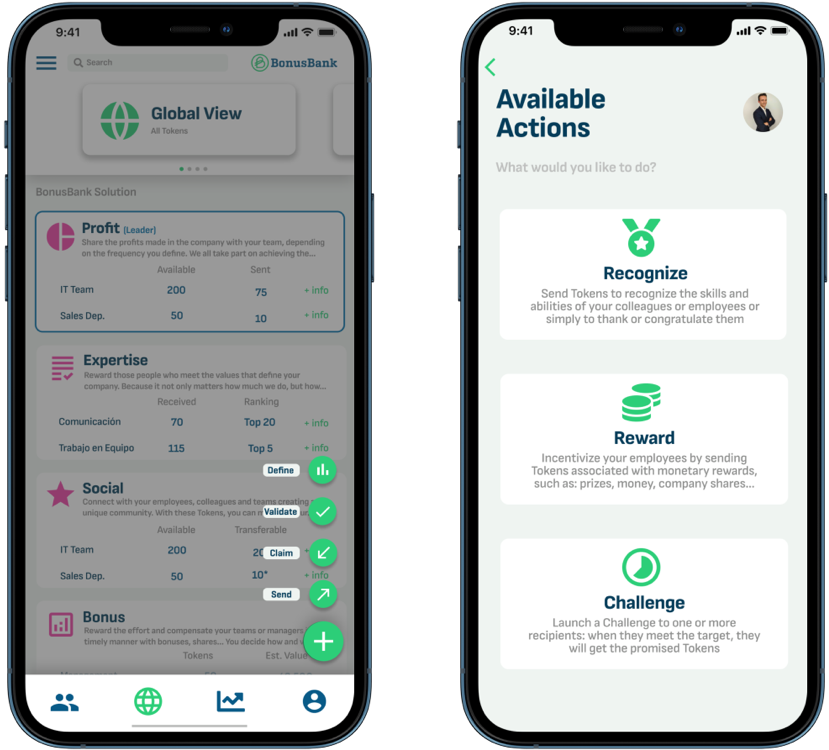 9:41
Search
BonusBank
Global View
All Tokens
BonusBank Solution
Profit (Leader)
Share the profits made in the company with your team, depending
on the frequency you define. We all take part on achieving the...
Available Sent
IT Team 200 75 + info
Sales Dep. 50 10 + info
Expertise
Reward those people who meet the values that define your
company. Because it not only matters how much we do, but how...
Received Ranking
Comunicación 70 Top 20 + info
Trabajo en Equipo 115 Top 5 + info
Define
Social
Connect with your employees, colleagues and teams creating
unique community. With these Tokens, you can
Validate
Available Transferable
IT Team 200
Claim
Sales Dep. 50 10* + info
Send
Bonus
Reward the effort and compensate your teams or managers
timely manner with bonuses, shares... You decide how and
Tokens Est. Value
9:41
Available
Actions
What would you like to do?
Recognize
Send Tokens to recognize the skills and
abilities of your colleagues or employees or
simply to thank or congratulate them
Reward
Incentivize your employees by sending
Tokens associated with monetary rewards,
such as: prizes, money, company shares...
Challenge
Launch a Challenge to one or more
recipients: when they meet the target, they
will get the promised Tokens